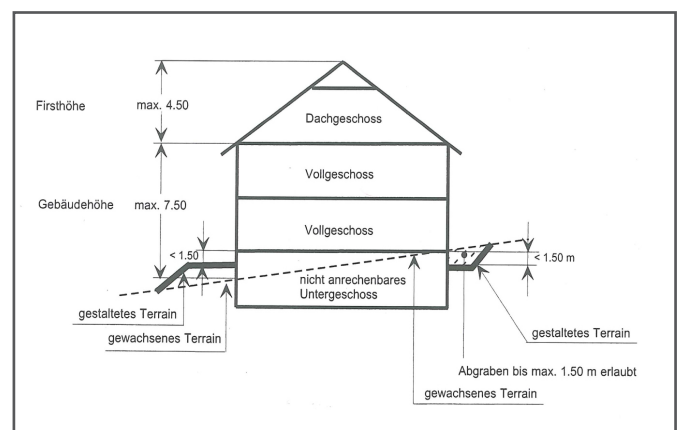 Firsthöhe
max. 4.50
Dachgeschoss
Vollgeschoss
Gebäudehöhe
max. 7.50
Vollgeschoss
< 1.50
< 1.50 m
nicht anrechenbares
Untergeschoss
gestaltetes Terrain
gewachsenes Terrain
gestaltetes Terrain
Abgraben bis max. 1.50 m erlaubt
gewachsenes Terrain